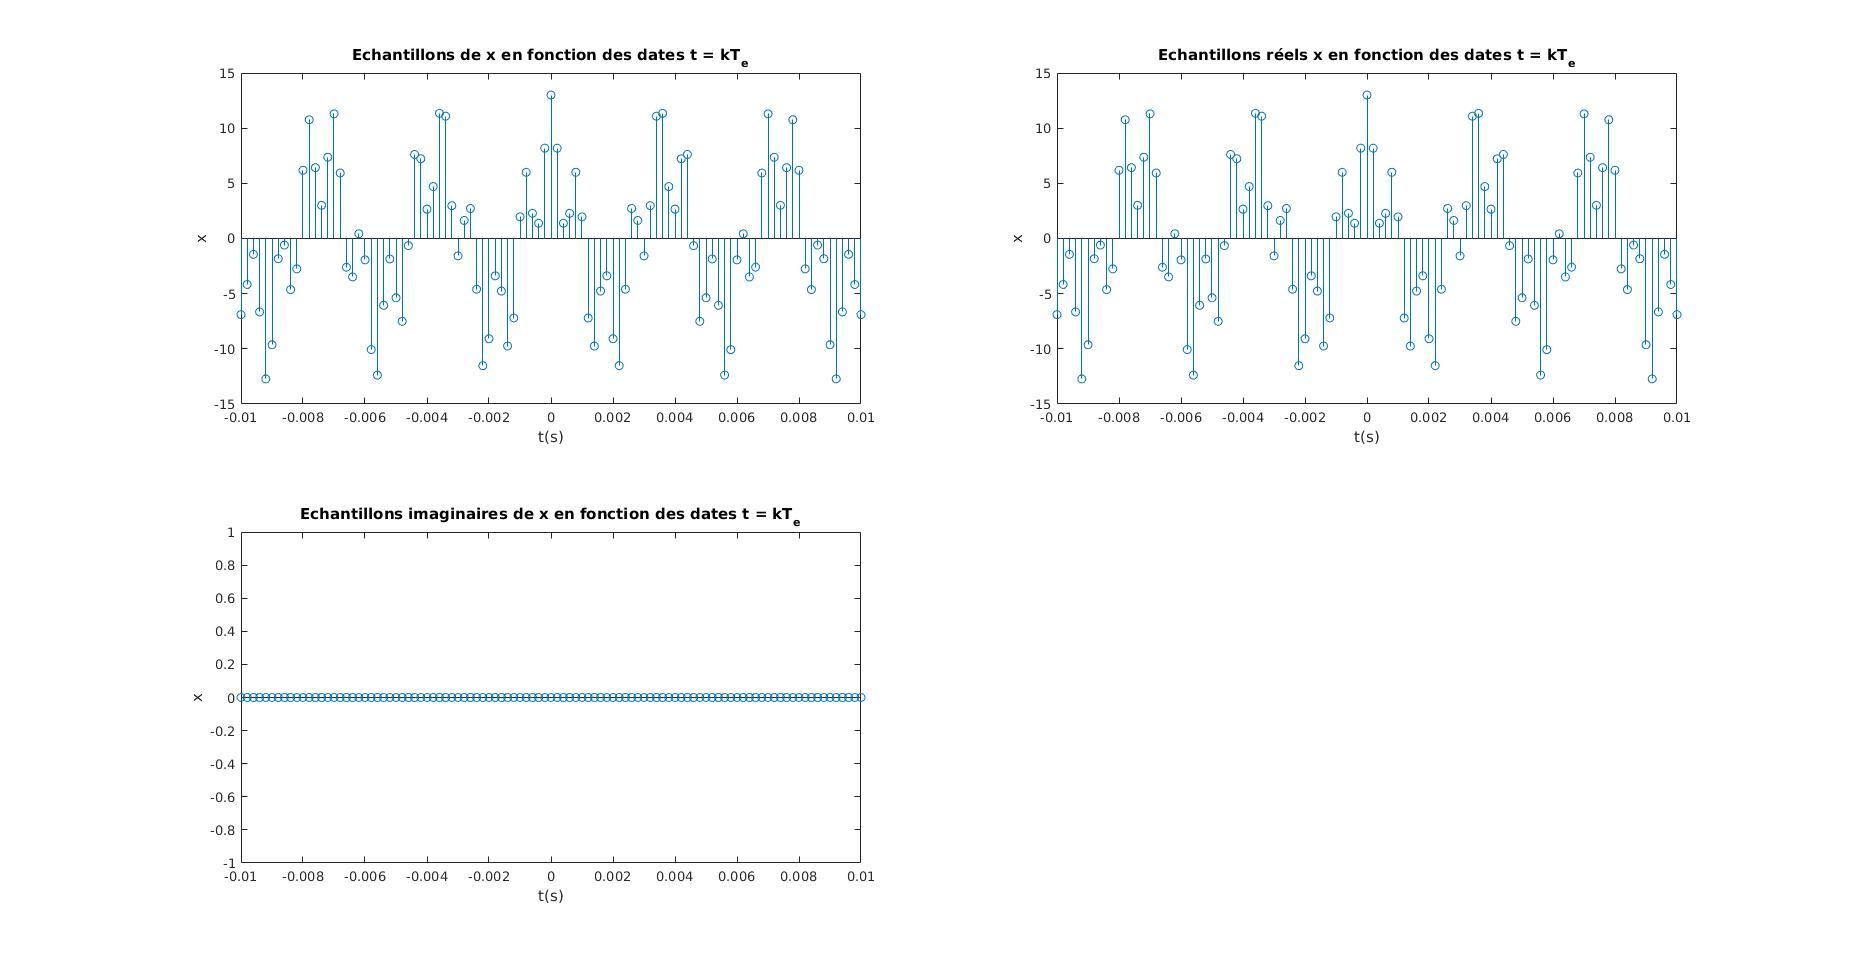 Echantillons de x en fonction des dates t = kTe
15
10
5
0
-5
-10
-15
x
-0.01 -0.008 -0.006 -0.004 -0.002 0 0.002 0.004 0.006 0.008 0.01
t(s)
Echantillons réels x en fonction des dates t = kTe
15
10
5
0
-5
-10
-15
x
-0.01 -0.008 -0.006 -0.004 -0.002 0 0.002 0.004 0.006 0.008 0.01
t(s)
Echantillons imaginaires de x en fonction des dates t = kTe
1
0.8
0.6
0.4
0.2
0
-0.2
-0.4
-0.6
-0.8
-1
x
-0.01 -0.008 -0.006 -0.004 -0.002 0 0.002 0.004 0.006 0.008 0.01
t(s)